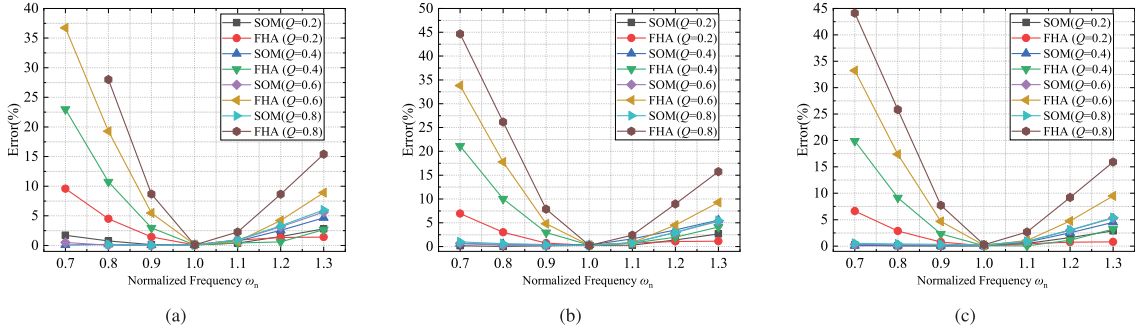 40
35
30
25
20
15
10
5
0
Error(%)
SOM(Q=0.2)
FHA(Q=0.2)
SOM(Q=0.4)
FHA (Q=0.4)
SOM(Q=0.6)
FHA (Q=0.6)
SOM(Q=0.8)
FHA (Q=0.8)
0.7 0.8 0.9 1.0 1.1 1.2 1.3
Normalized Frequency ωn
(a)
50
45
40
35
30
25
20
15
10
5
0
Error(%)
SOM(Q=0.2)
FHA(Q=0.2)
SOM(Q=0.4)
FHA (Q=0.4)
SOM(Q=0.6)
FHA (Q=0.6)
SOM(Q=0.8)
FHA (Q=0.8)
0.7 0.8 0.9 1.0 1.1 1.2 1.3
Normalized Frequency ωn
(b)
45
40
35
30
25
20
15
10
5
0
Error(%)
SOM(Q=0.2)
FHA(Q=0.2)
SOM(Q=0.4)
FHA (Q=0.4)
SOM(Q=0.6)
FHA (Q=0.6)
SOM(Q=0.8)
FHA (Q=0.8)
0.7 0.8 0.9 1.0 1.1 1.2 1.3
Normalized Frequency ωn
(c)